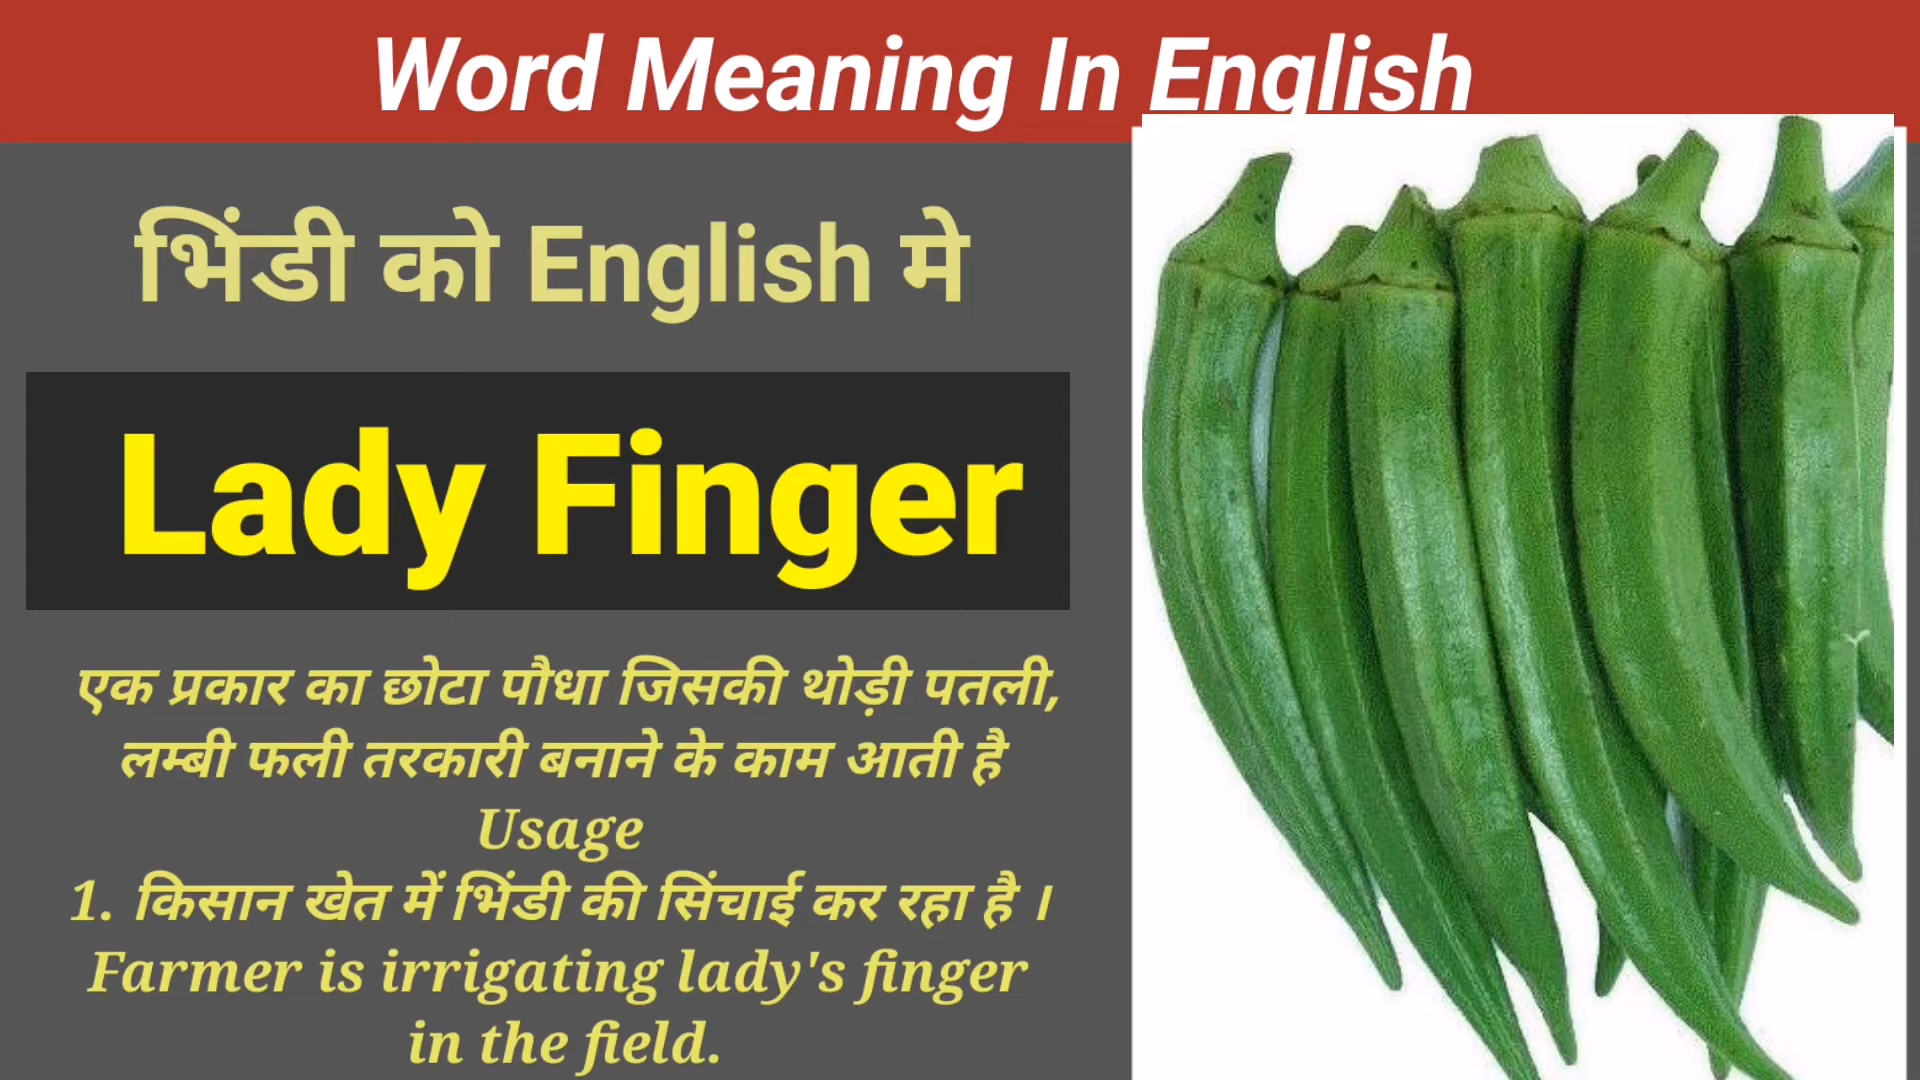 Word Meaning In English
भिंडी को English मे
Lady Finger
एक प्रकार का छोटा पौधा जिसकी थोड़ी पतली,
लम्बी फली तरकारी बनाने के काम आती है
Usage
1. किसान खेत में भिंडी की सिंचाई कर रहा है ।
Farmer is irrigating lady's finger
in the field.